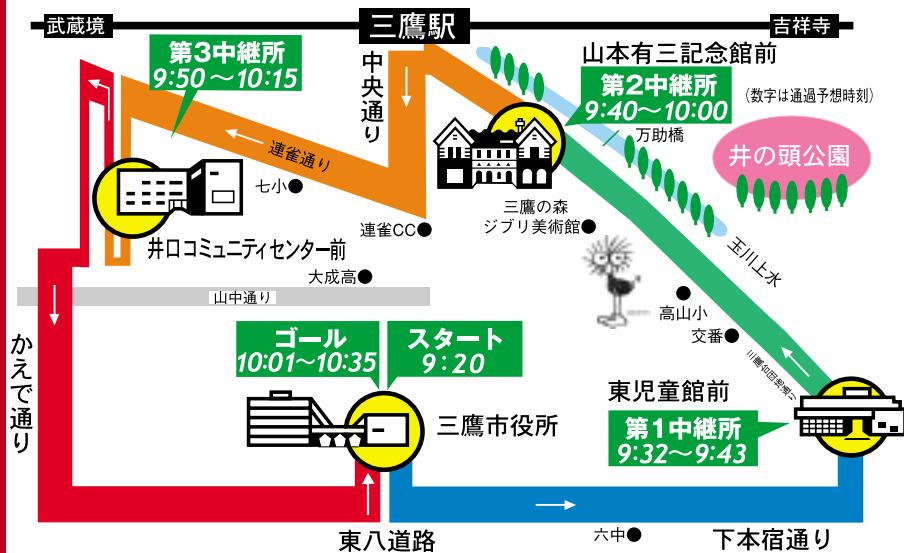 武蔵境
三鷹駅
吉祥寺
第3中継所
9:50～10:15
中央通り
山本有三記念館前
第2中継所
9:40～10:00
(数字は通過予想時刻)
万助橋
井の頭公園
連雀通り
七小●
三鷹の森
ジブリ美術館●
連雀CC●
井口コミュニティセンター前
玉川上水
大成高●
山中通り
高山小
交番●
三鷹台団地通り
かえで通り
ゴール
10:01～10:35
スタート
9:20
三鷹市役所
東児童館前
第1中継所
9:32～9:43
六中●
下本宿通り
東八道路